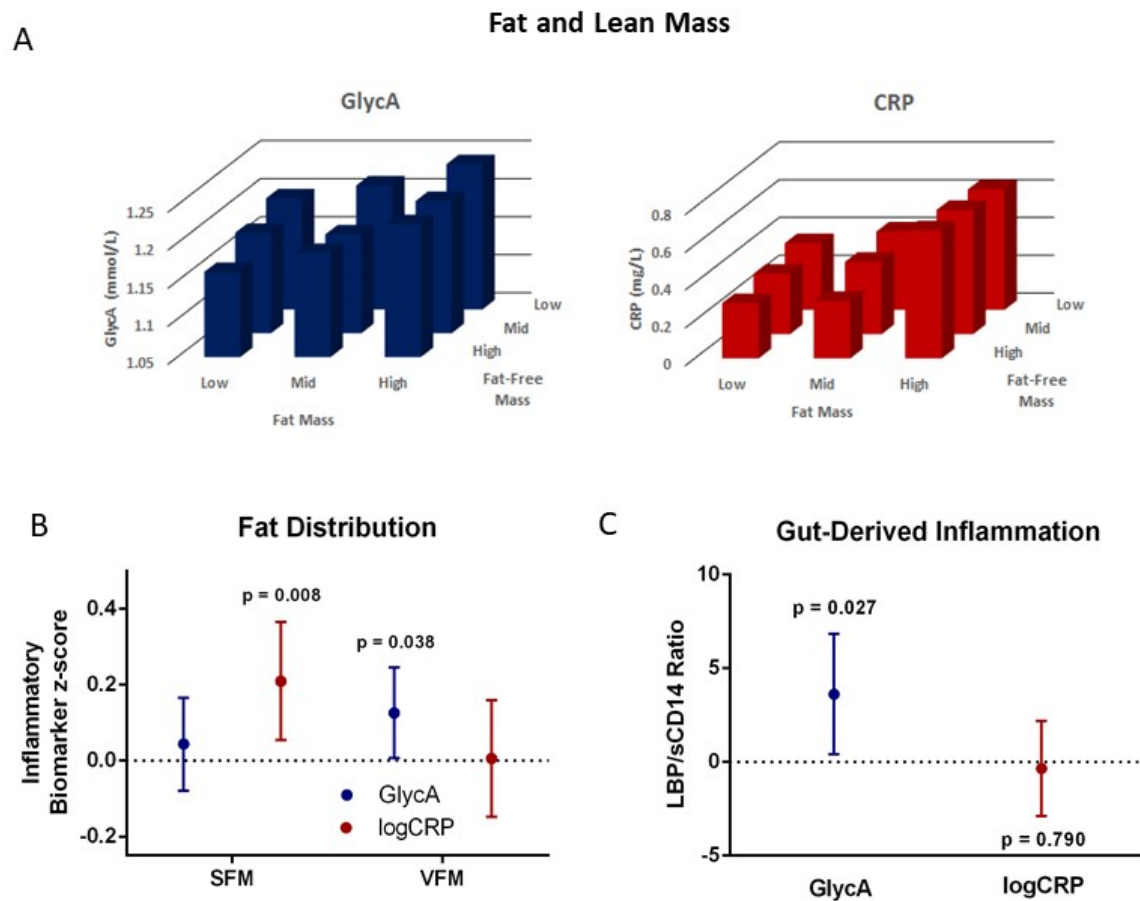 Fat and Lean Mass
A
GlycA
1.25
1.2
1.15
1.1
1.05
GlycA (mmol/L)
Low
Mid
High
Fat Mass
Low
Mid
High
Fat-Free
Mass
CRP
0.8
0.6
0.4
0.2
0
CRP (mg/L)
Low
Mid
High
Fat Mass
Low
Mid
High
Fat-Free
Mass
B
Fat Distribution
Inflammatory
Biomarker z-score
0.4
0.2
0.0
-0.2
p = 0.008
p = 0.038
GlycA
logCRP
SFM
VFM
C
Gut-Derived Inflammation
LBP/sCD14 Ratio
10
5
0
-5
p = 0.027
p = 0.790
GlycA
logCRP